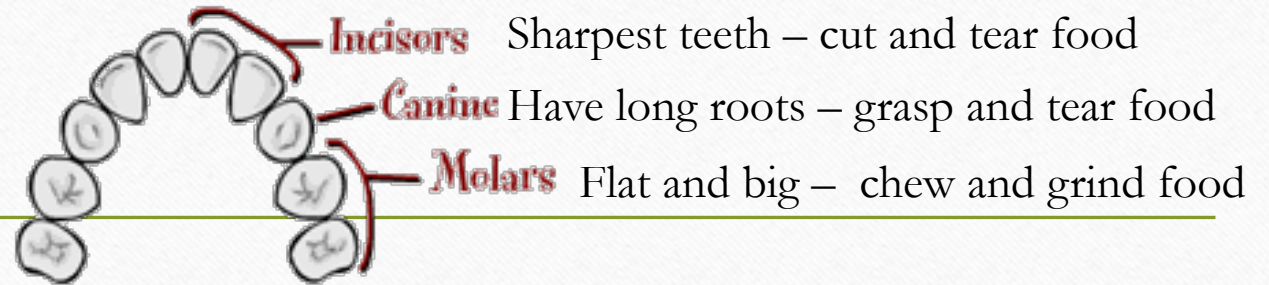 Incisors Sharpest teeth – cut and tear food
Canine Have long roots – grasp and tear food
Molars Flat and big – chew and grind food